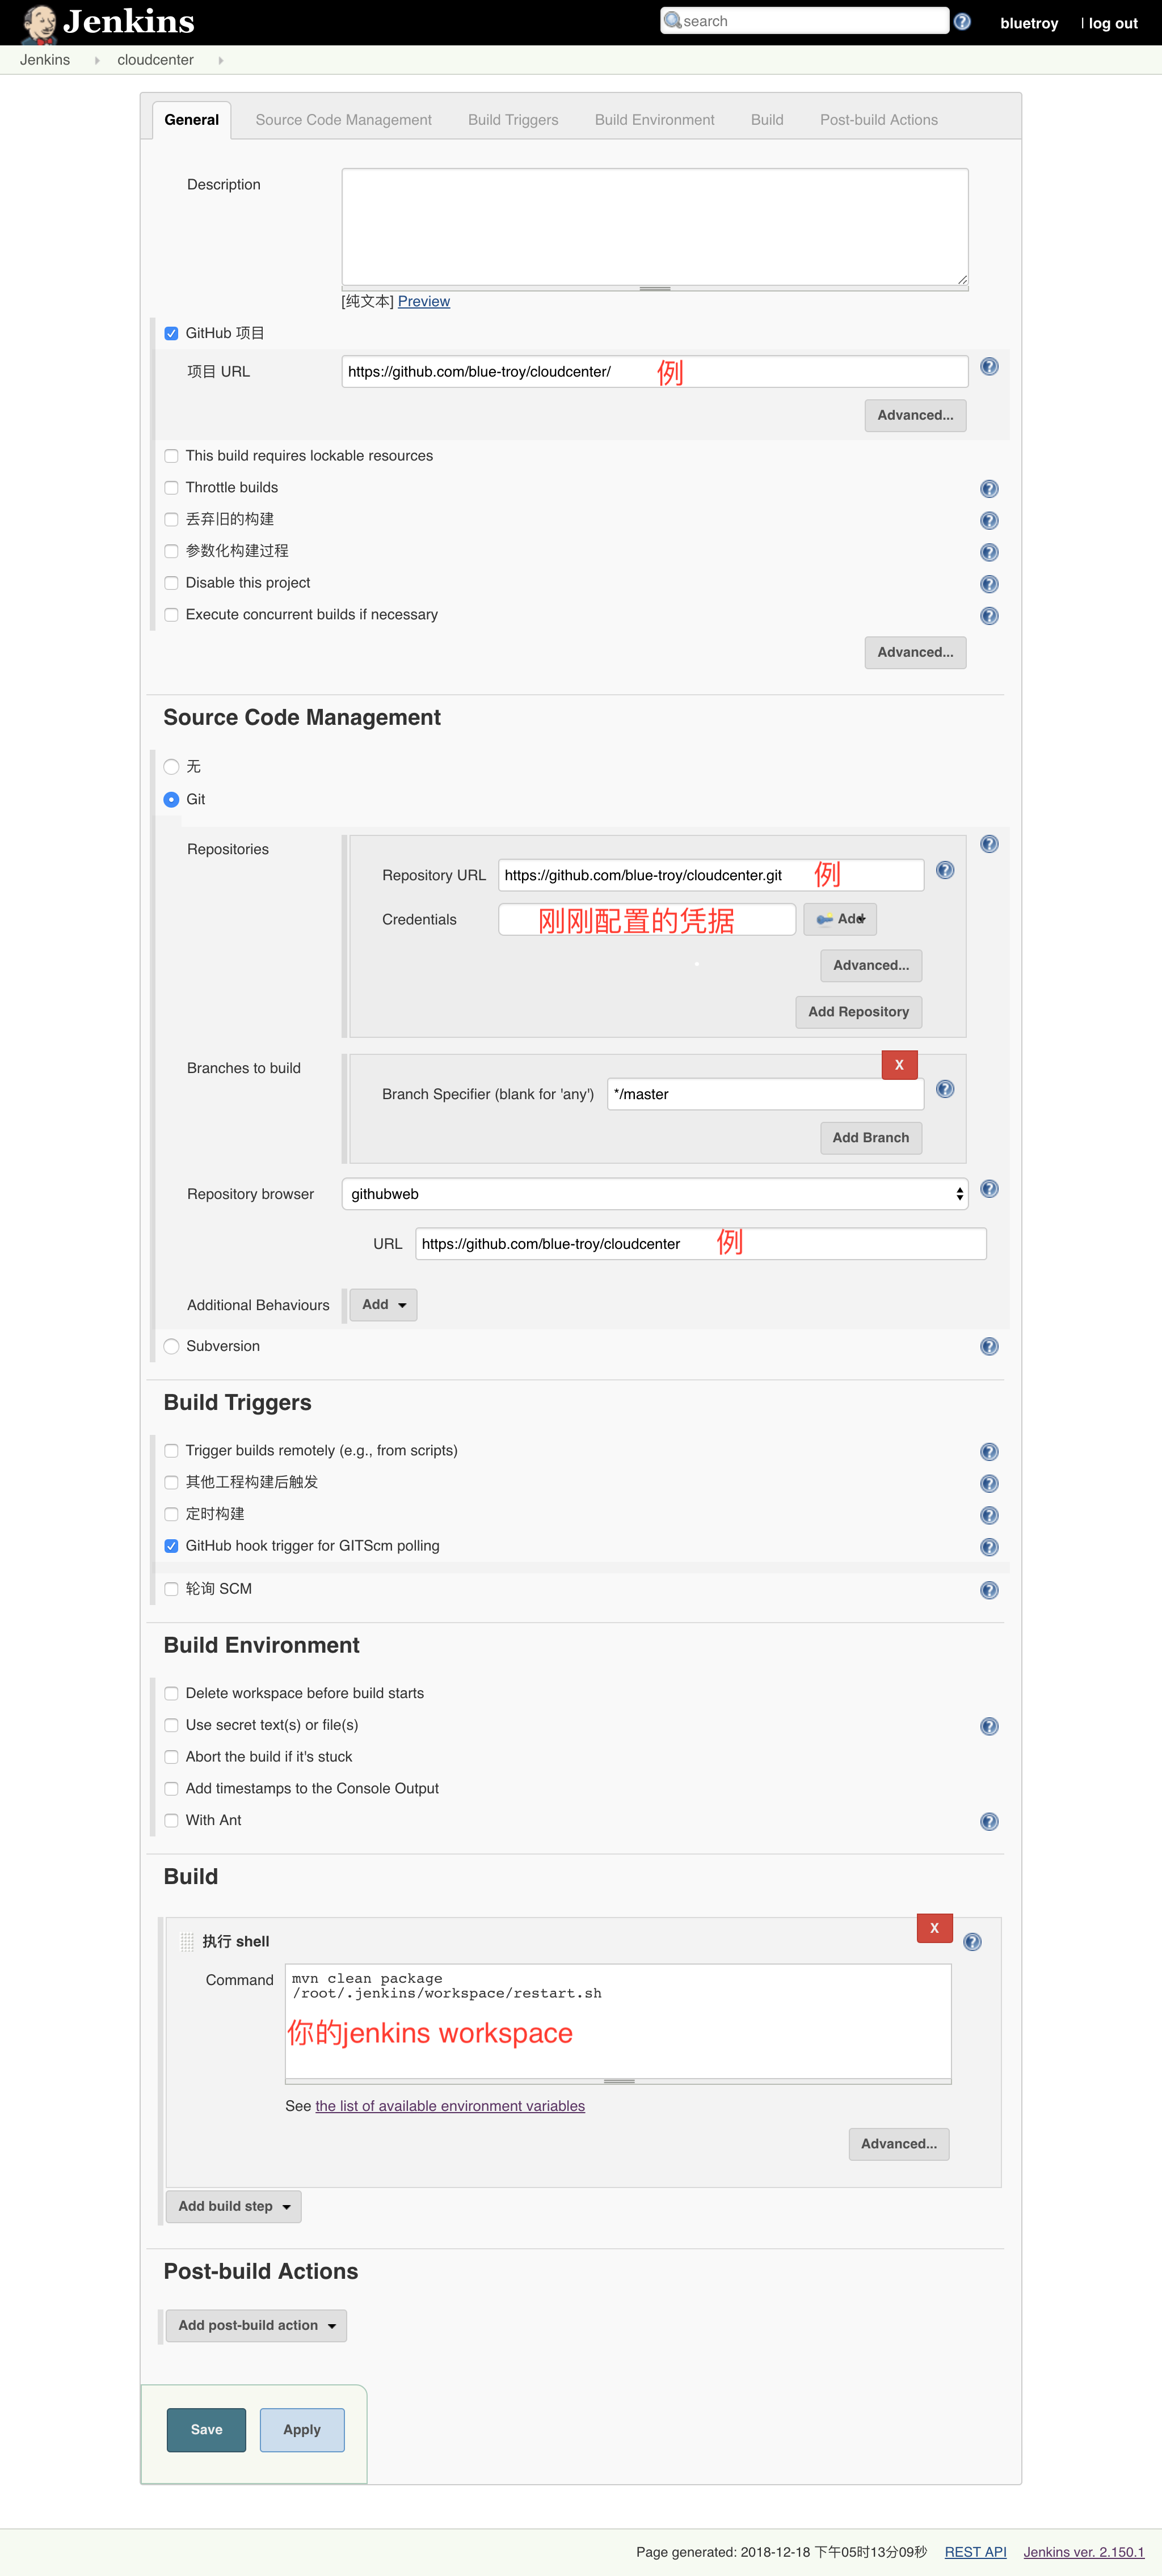 Jenkins
search
bluetroy | log out
Jenkins cloudcenter
General Source Code Management Build Triggers Build Environment Build Post-build Actions
Description
[纯文本] Preview
GitHub 项目
项目 URL https://github.com/blue-troy/cloudcenter/ 例
Advanced...
This build requires lockable resources
Throttle builds
丢弃旧的构建
参数化构建过程
Disable this project
Execute concurrent builds if necessary
Advanced...
Source Code Management
无
Git
Repositories
Repository URL https://github.com/blue-troy/cloudcenter.git 例
Credentials 刚刚配置的凭据 Add
Advanced...
Add Repository
Branches to build
X
Branch Specifier (blank for 'any') */master
Add Branch
Repository browser githubweb
URL https://github.com/blue-troy/cloudcenter 例
Additional Behaviours Add
Subversion
Build Triggers
Trigger builds remotely (e.g., from scripts)
其他工程构建后触发
定时构建
GitHub hook trigger for GITScm polling
轮询 SCM
Build Environment
Delete workspace before build starts
Use secret text(s) or file(s)
Abort the build if it's stuck
Add timestamps to the Console Output
With Ant
Build
X
执行 shell
Command mvn clean package
/root/.jenkins/workspace/restart.sh
你的jenkins workspace
See the list of available environment variables
Advanced...
Add build step
Post-build Actions
Add post-build action
Save Apply
Page generated: 2018-12-18 下午05时13分09秒 REST API Jenkins ver. 2.150.1